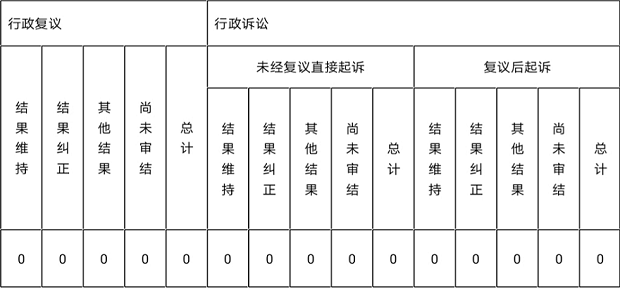 行政复议 行政诉讼
未经复议直接起诉 复议后起诉
结果维持 结果纠正 其他结果 尚未审结 总计 结果维持 结果纠正 其他结果 尚未审结 总计 结果维持 结果纠正 其他结果 尚未审结 总计
0 0 0 0 0 0 0 0 0 0 0 0 0 0 0